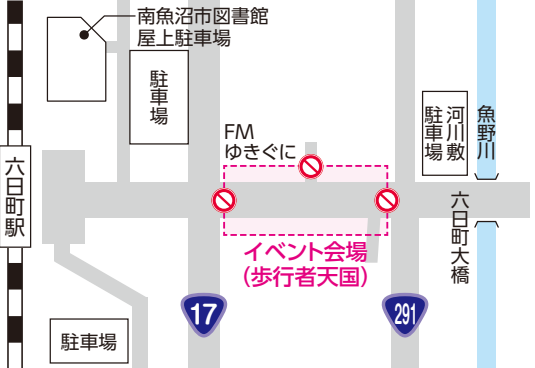 南魚沼市図書館
屋上駐車場
駐車場
FM
ゆきぐに
河川敷
駐車場
魚野川
六日町駅
六日町大橋
イベント会場
(歩行者天国)
17
291
駐車場